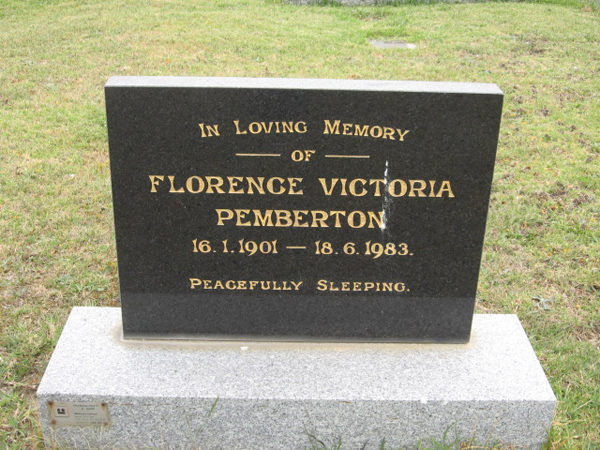 IN LOVING MEMORY
OF
FLORENCE VICTORIA
PEMBERTON
16.1.1901 — 18.6.1983.
PEACEFULLY SLEEPING.